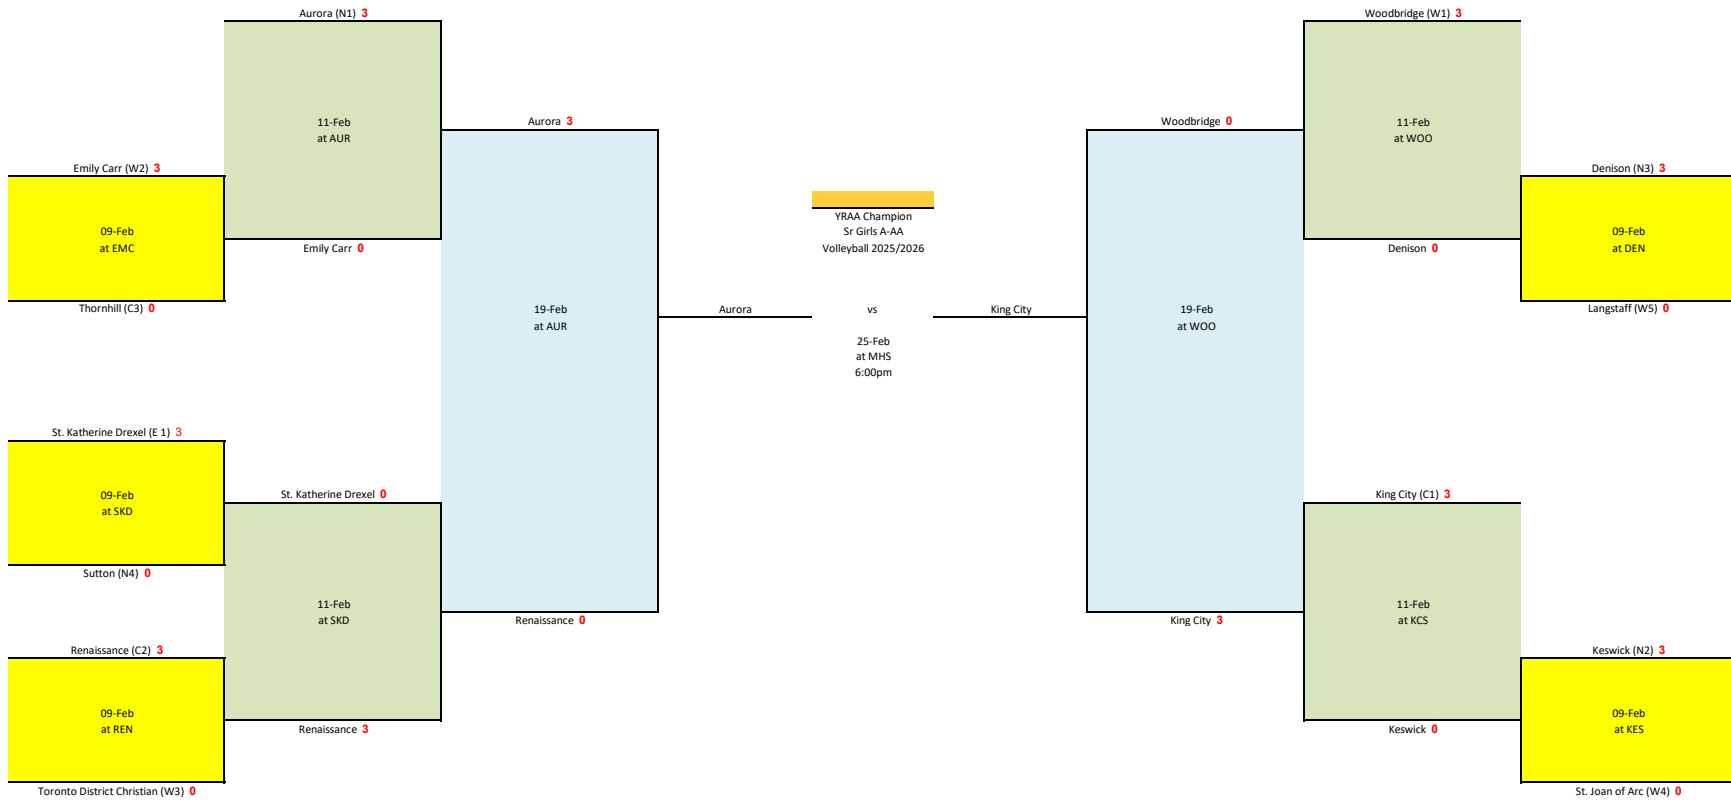 Aurora (N1) 3
11-Feb
at AUR
Emily Carr (W2) 3
09-Feb
at EMC
Emily Carr 0
Thornhill (C3) 0
Aurora 3
19-Feb
at AUR
St. Katherine Drexel (E 1) 3
09-Feb
at SKD
Sutton (N4) 0
St. Katherine Drexel 0
11-Feb
at SKD
Renaissance 0
Renaissance (C2) 3
09-Feb
at REN
Renaissance 3
Toronto District Christian (W3) 0
YRAA Champion
Sr Girls A-AA
Volleyball 2025/2026
Aurora vs King City
25-Feb
at MHS
6:00pm
Woodbridge (W1) 3
11-Feb
at WOO
Woodbridge 0
19-Feb
at WOO
Denison (N3) 3
09-Feb
at DEN
Denison 0
Langstaff (W5) 0
King City (C1) 3
11-Feb
at KCS
King City 3
Keswick (N2) 3
09-Feb
at KES
Keswick 0
St. Joan of Arc (W4) 0